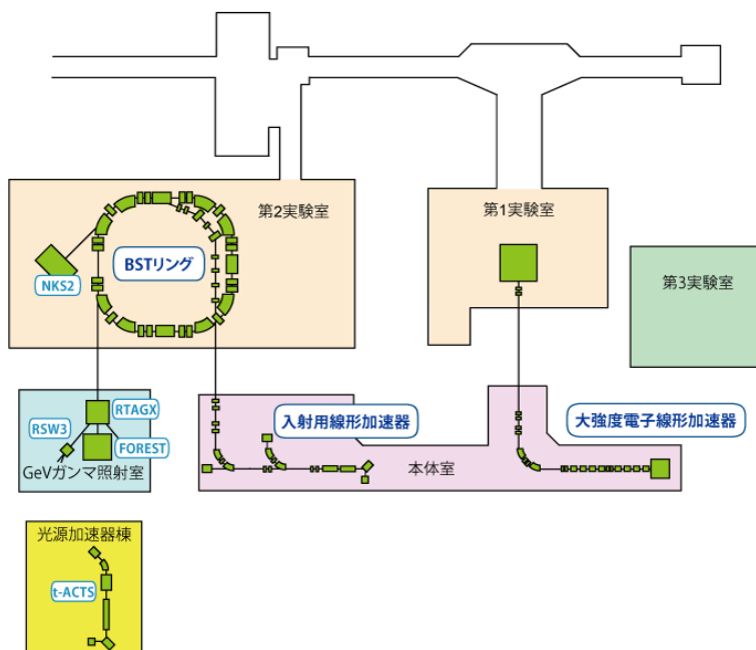 第2実験室
第1実験室
BSTリング
NKS2
第3実験室
RTAGX
RSW3
FOREST
GeVガンマ照射室
入射用線形加速器
大強度電子線形加速器
本体室
光源加速器棟
t-ACTS